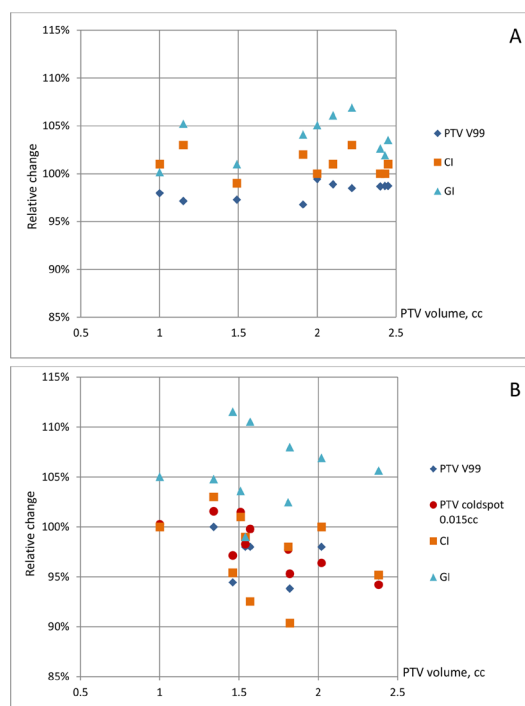 A
115%
110%
105%
100%
95%
90%
85%
Relative change
0.5
1
1.5
2
2.5
PTV volume, cc
PTV V99
CI
GI
B
115%
110%
105%
100%
95%
90%
85%
Relative change
0.5
1
1.5
2
2.5
PTV volume, cc
PTV V99
PTV coldspot
0.015cc
CI
GI